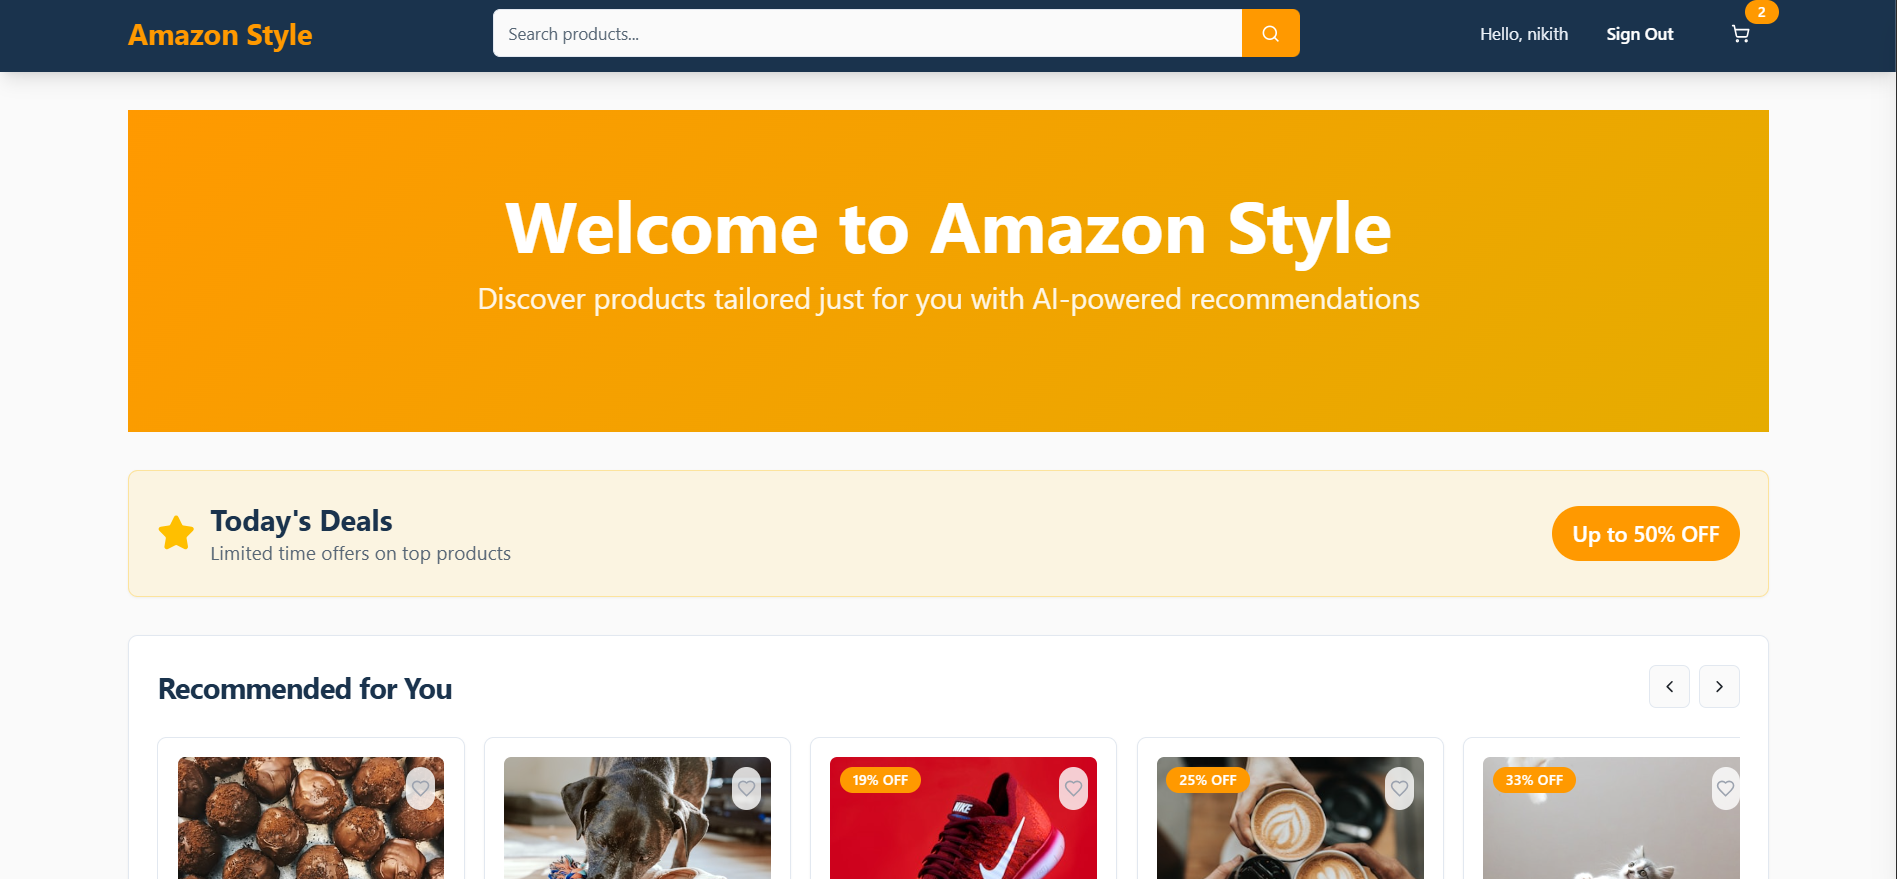 Amazon Style
Search products...
Hello, nikith
Sign Out
2
Welcome to Amazon Style
Discover products tailored just for you with AI-powered recommendations
Today's Deals
Limited time offers on top products
Up to 50% OFF
Recommended for You
19% OFF
25% OFF
33% OFF
NIKE